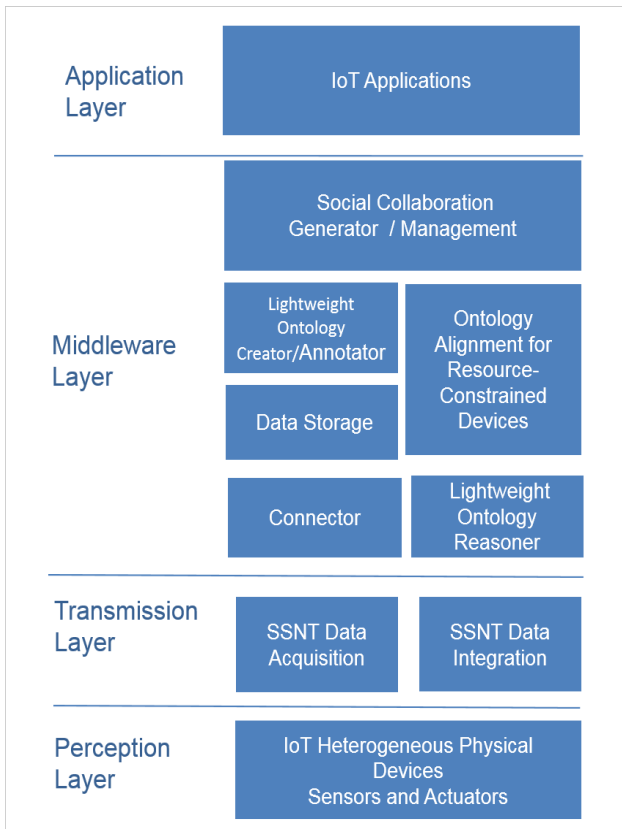 Application
Layer
IoT Applications
Social Collaboration
Generator / Management
Middleware
Layer
Lightweight
Ontology
Creator/Annotator
Ontology
Alignment for
Resource-
Constrained
Devices
Data Storage
Connector
Lightweight
Ontology
Reasoner
Transmission
Layer
SSNT Data
Acquisition
SSNT Data
Integration
Perception
Layer
IoT Heterogeneous Physical
Devices
Sensors and Actuators